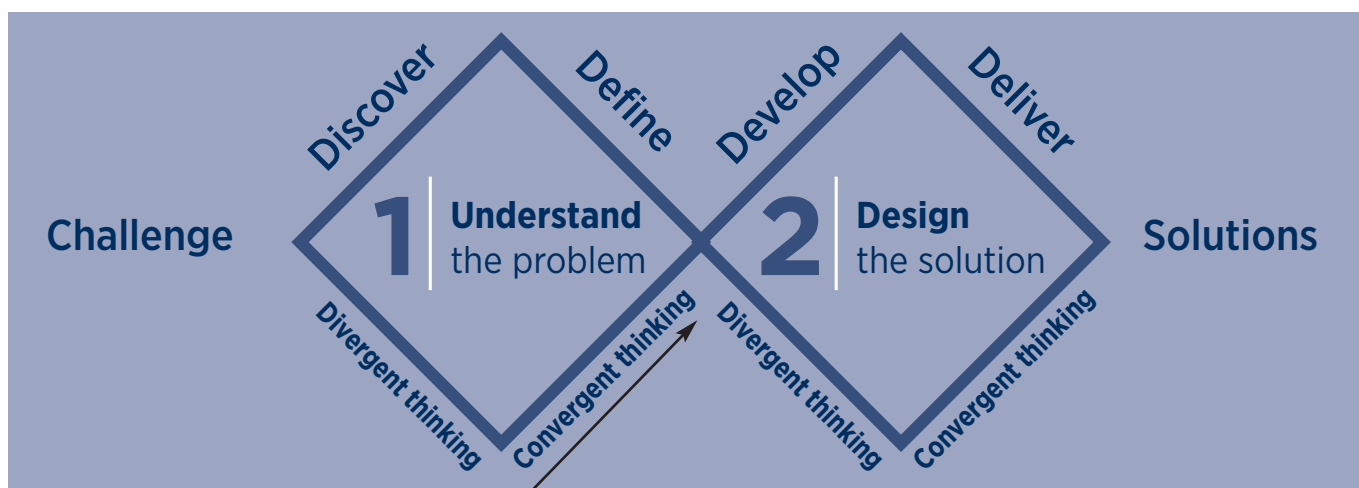 Discover
Define
Develop
Deliver
Challenge
1
Understand
the problem
2
Design
the solution
Solutions
Divergent thinking
Convergent thinking
Divergent thinking
Convergent thinking